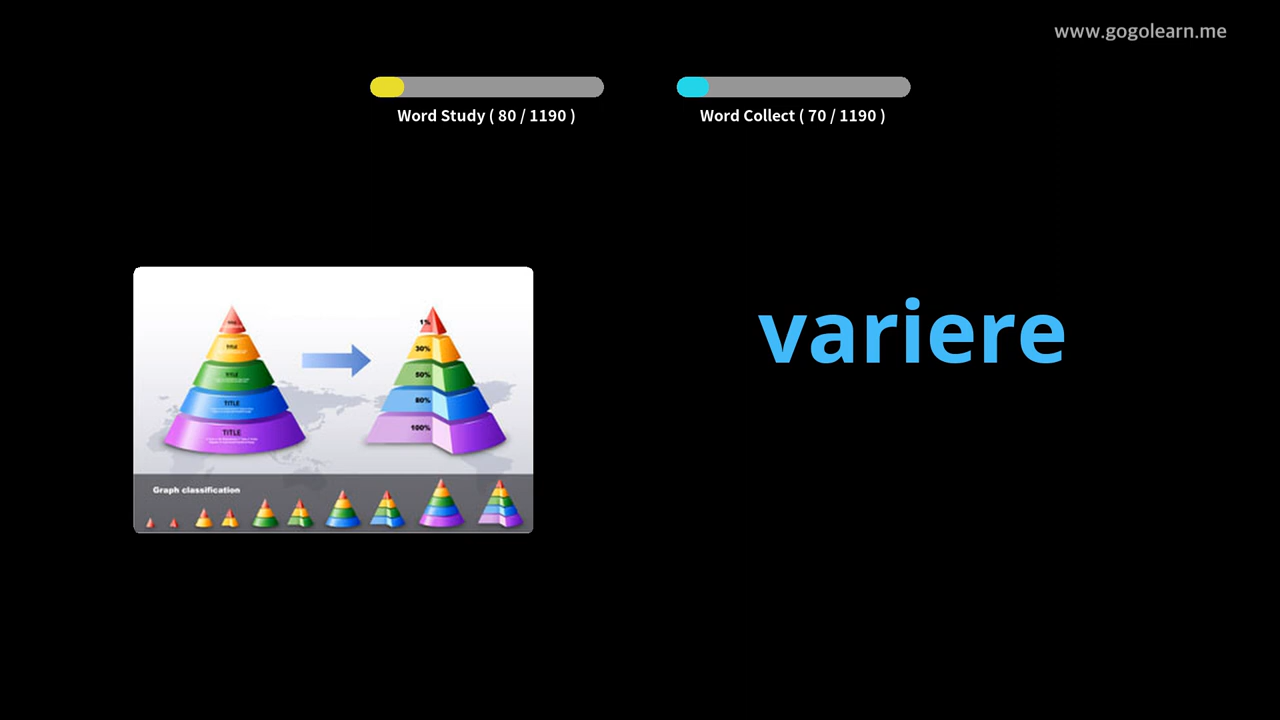 www.gogolearn.me
Word Study ( 80 / 1190 )
Word Collect ( 70 / 1190 )
variere
TITLE
TITLE
TITLE
TITLE
1%
30%
50%
80%
100%
Graph classification